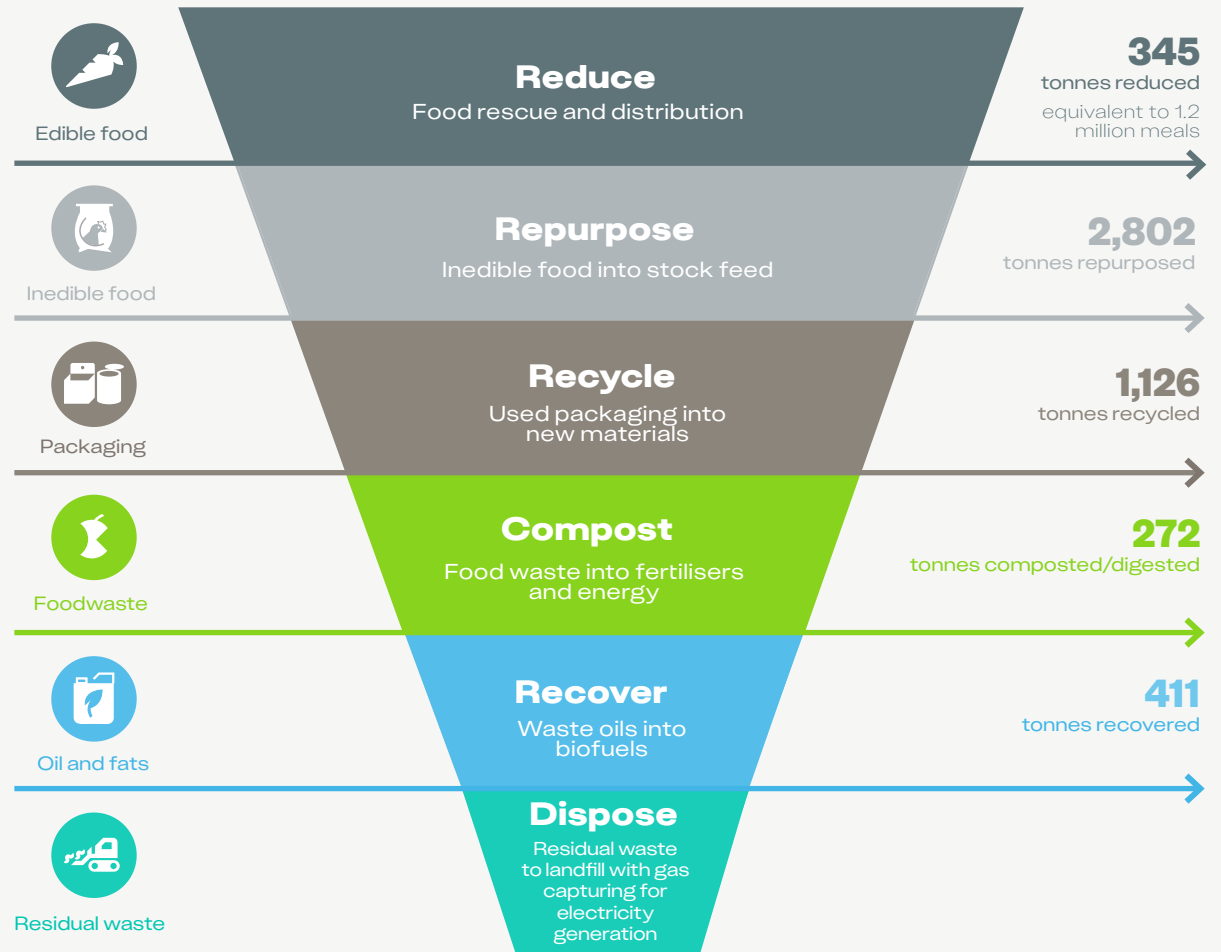 Edible food
Reduce
Food rescue and distribution
345
tonnes reduced
equivalent to 1.2
million meals
Inedible food
Repurpose
Inedible food into stock feed
2,802
tonnes repurposed
Packaging
Recycle
Used packaging into
new materials
1,126
tonnes recycled
Foodwaste
Compost
Food waste into fertilisers
and energy
272
tonnes composted/digested
Oil and fats
Recover
Waste oils into
biofuels
411
tonnes recovered
Residual waste
Dispose
Residual waste
to landfill with gas
capturing for
electricity
generation